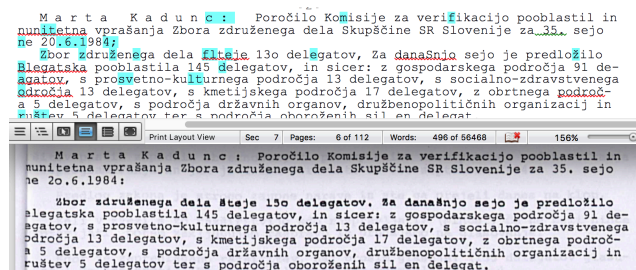 M a r t a K a d u n c : Poročilo Komisije za verifikacijo pooblastil in
nunitetna vprašanja Zbora združenega dela Skupščine SR Slovenije za 35. sejo
ne 20.6.1984;
Zbor združenega dela flteje 13o delegatov, Za danaSnjo sejo je predložilo
Blegatska pooblastila 145 delegatov, in sicer: z gospodarskega področja 91 de-
agatov, s prosvetno-kulturnega področja 13 delegatov, s socialno-zdravstvenega
odročja 13 delegatov, s kmetijskega področja 17 delegatov, z obrtnega področ-
a 5 delegatov, s področja državnih organov, družbenopolitičnih organizacij in
ruštev 5 delegatov ter s področja oboroženih sil en delegat
Print Layout View Sec 7 Pages: 6 of 112 Words: 496 of 56468 156%
M a r t a K a d u n c : Poročilo Komisije za verifikacijo pooblastil in
nunitetna vprašanja Zbora združenega dela Skupščine SR Slovenije za 35. sejo
ne 2o.6.1984:
Zbor združenega dela šteje 15o delegatov. Za današnjo sejo je predložilo
elegatska pooblastila 145 delegatov, in sicer: z gospodarskega področja 91 de-
egatov, s prosvetno-kulturnega področja 13 delegatov, s socialno-zdravstvenega
odročja 13 delegatov, s kmetijskega področja 17 delegatov, z obrtnega področ-
a 5 delegatov, s področja državnih organov, družbenopolitičnih organizacij in
ruštev 5 delegatov ter s področja oboroženih sil en delegat.